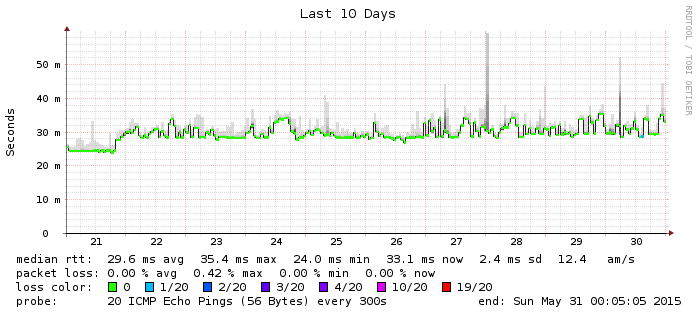 Last 10 Days
RRDTOOL / TOBI OETIKER
Seconds
50 m
40 m
30 m
20 m
10 m
0
21 22 23 24 25 26 27 28 29 30
median rtt: 29.6 ms avg 35.4 ms max 24.0 ms min 33.1 ms now 2.4 ms sd 12.4 am/s
packet loss: 0.00 % avg 0.42 % max 0.00 % min 0.00 % now
loss color: 0 1/20 2/20 3/20 4/20 10/20 19/20
probe: 20 ICMP Echo Pings (56 Bytes) every 300s end: Sun May 31 00:05:05 2015